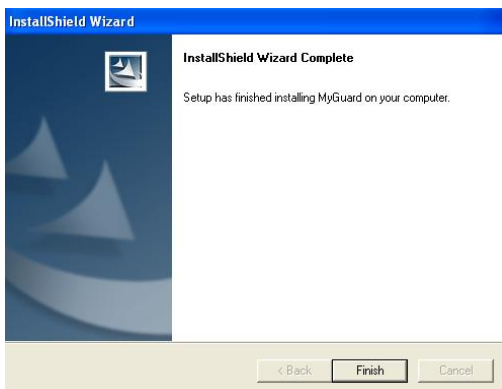 InstallShield Wizard
InstallShield Wizard Complete
Setup has finished installing MyGuard on your computer.
< Back
Finish
Cancel